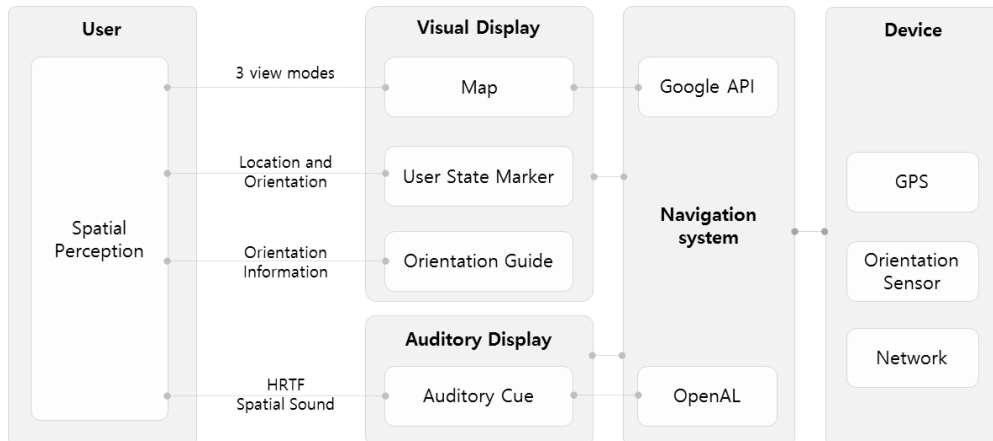 User
Spatial
Perception
3 view modes
Location and
Orientation
Orientation
Information
HRTF
Spatial Sound
Visual Display
Map
User State Marker
Orientation Guide
Auditory Display
Auditory Cue
Google API
Navigation
system
OpenAL
Device
GPS
Orientation
Sensor
Network